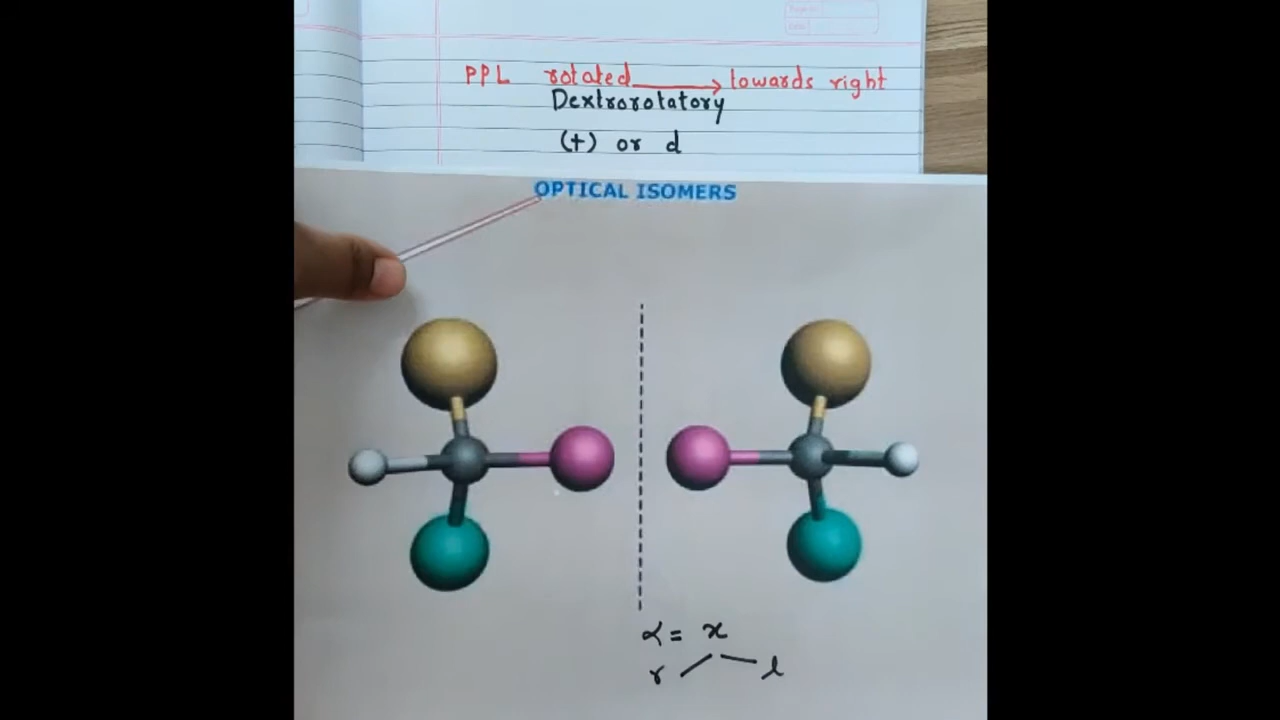 PPL rotated → towards right
Dextrorotatory
(+) or d
OPTICAL ISOMERS
α = x
r l